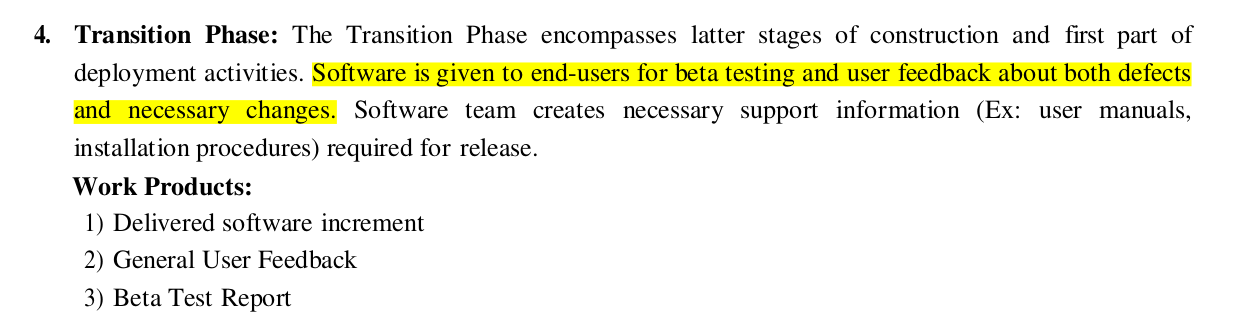 4. Transition Phase: The Transition Phase encompasses latter stages of construction and first part of
deployment activities. Software is given to end-users for beta testing and user feedback about both defects
and necessary changes. Software team creates necessary support information (Ex: user manuals,
installation procedures) required for release.
Work Products:
1) Delivered software increment
2) General User Feedback
3) Beta Test Report